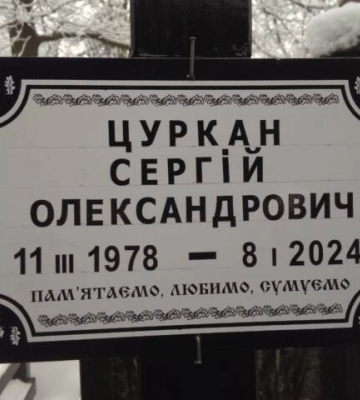 ЦУРКАН
СЕРГІЙ
ОЛЕКСАНДРОВИЧ
11 III 1978 – 8 I 2024
ПАМ'ЯТАЄМО, ЛЮБИМО, СУМУЄМО